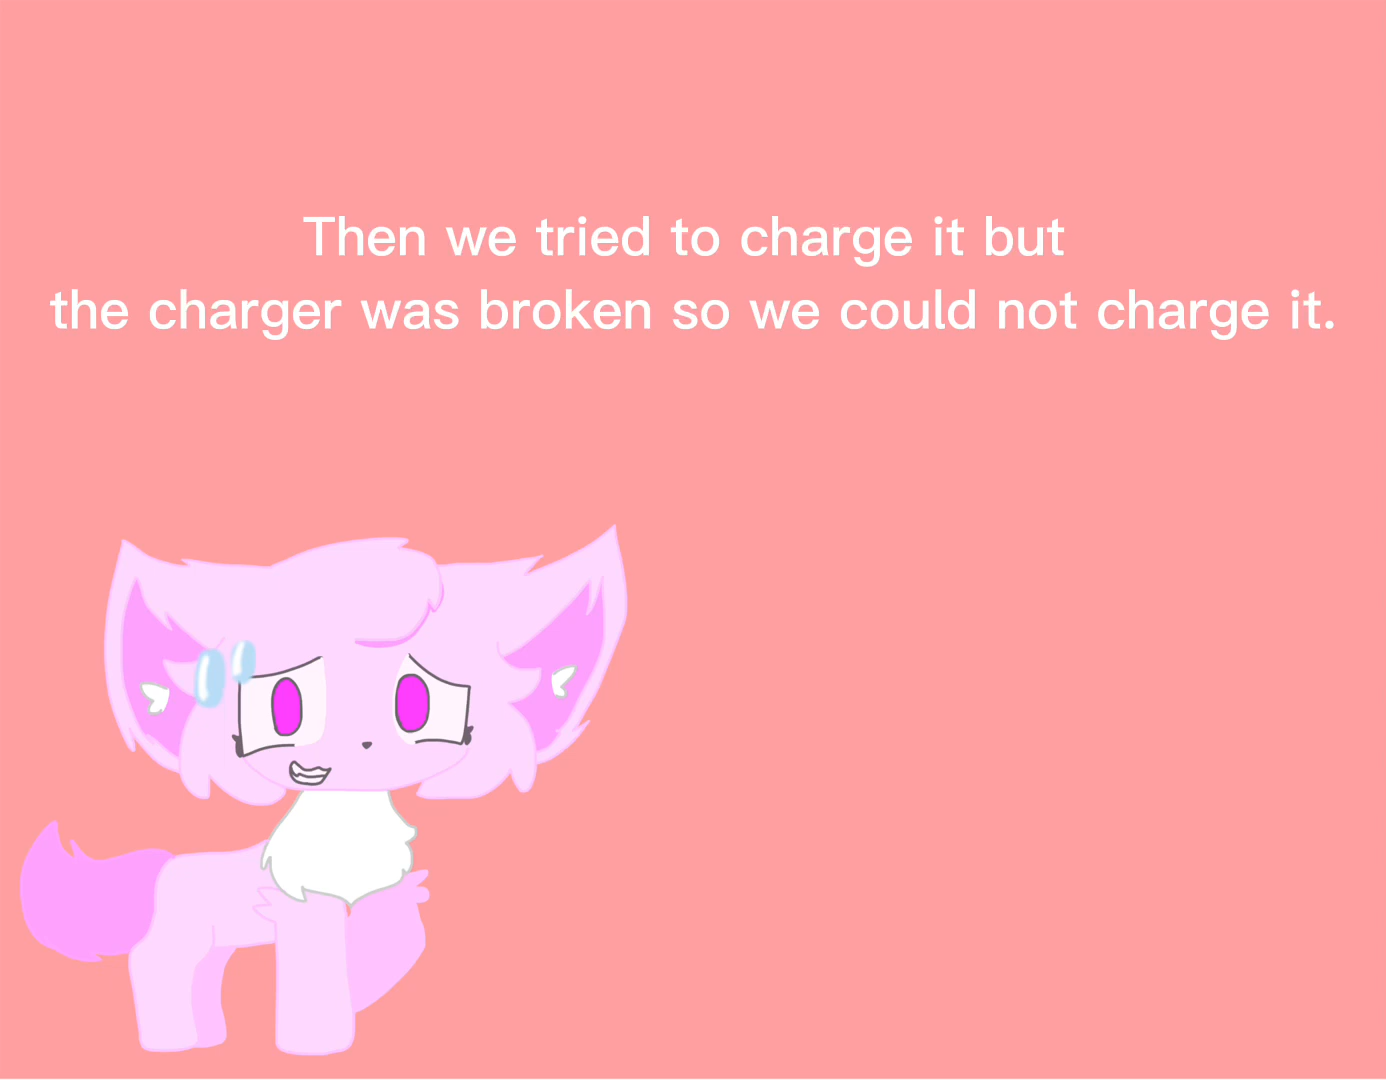 Then we tried to charge it but
the charger was broken so we could not charge it.